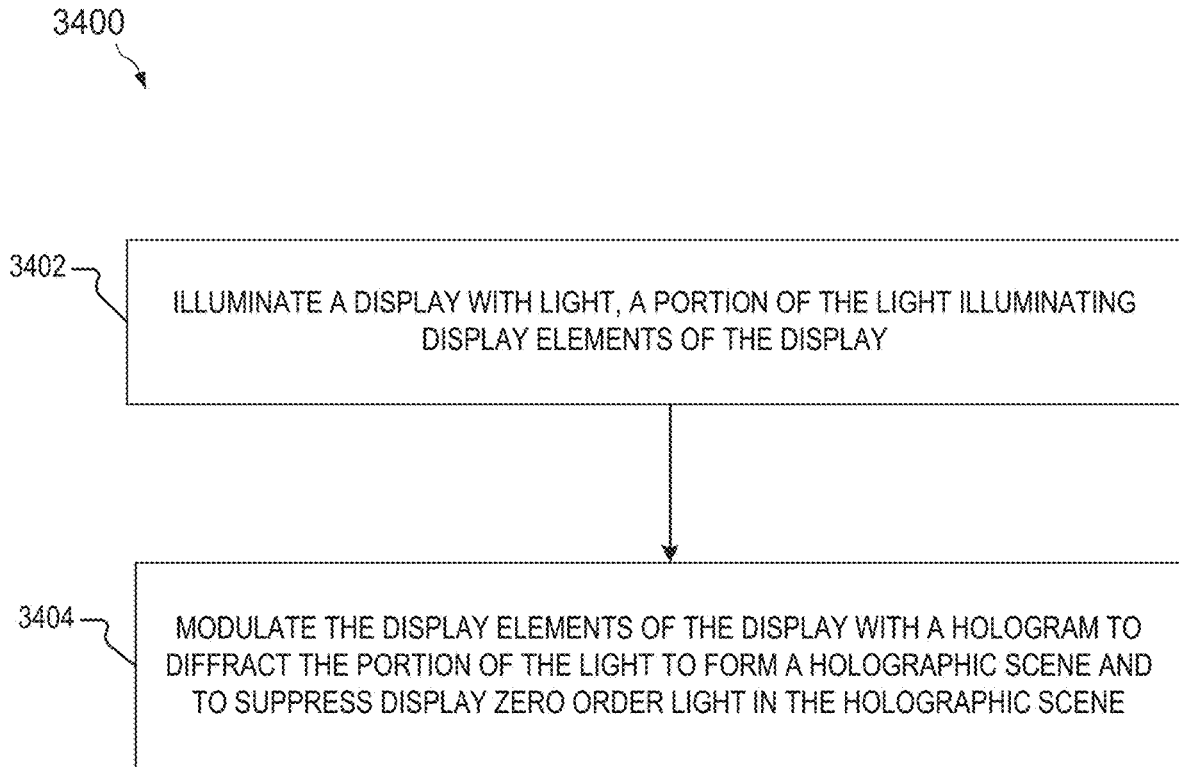 3400
3402
ILLUMINATE A DISPLAY WITH LIGHT, A PORTION OF THE LIGHT ILLUMINATING
DISPLAY ELEMENTS OF THE DISPLAY
3404
MODULATE THE DISPLAY ELEMENTS OF THE DISPLAY WITH A HOLOGRAM TO
DIFFRACT THE PORTION OF THE LIGHT TO FORM A HOLOGRAPHIC SCENE AND
TO SUPPRESS DISPLAY ZERO ORDER LIGHT IN THE HOLOGRAPHIC SCENE